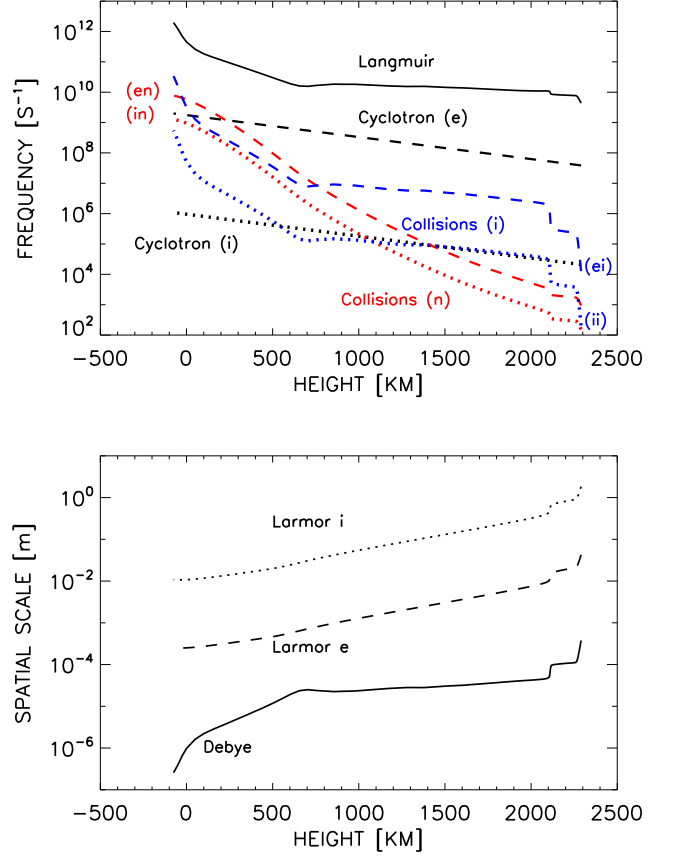 10¹²
10¹⁰
10⁸
10⁶
10⁴
10²
FREQUENCY [S⁻¹]
Langmuir
(en)
(in)
Cyclotron (e)
Collisions (i)
Cyclotron (i)
(ei)
Collisions (n)
(ii)
−500 0 500 1000 1500 2000 2500
HEIGHT [KM]
10⁰
10⁻²
10⁻⁴
10⁻⁶
SPATIAL SCALE [m]
Larmor i
Larmor e
Debye
−500 0 500 1000 1500 2000 2500
HEIGHT [KM]